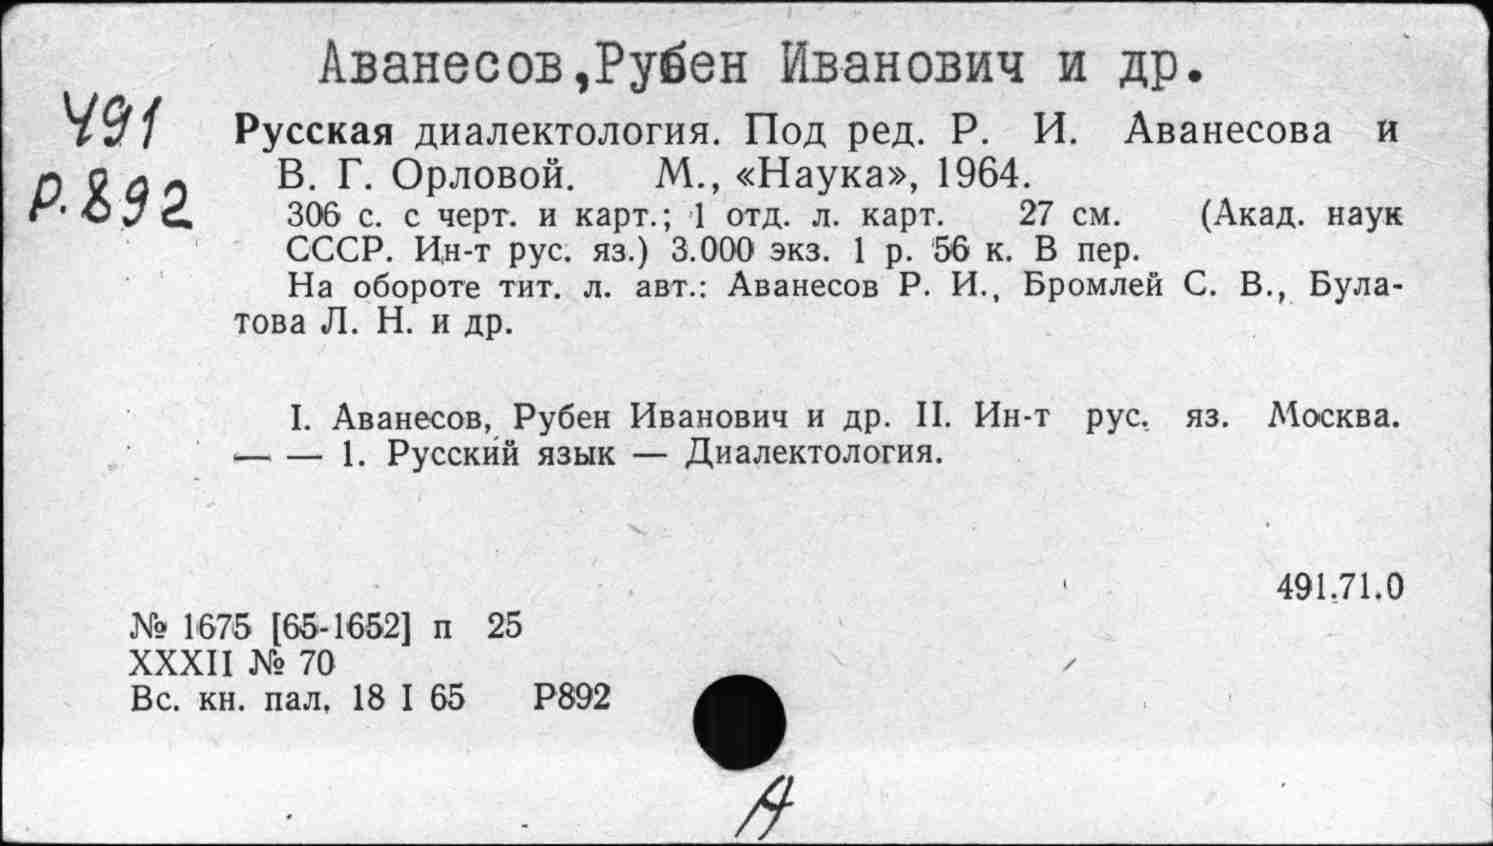 Аванесов,Рубен Иванович и др.
491
Р.892
Русская диалектология. Под ред. Р. И. Аванесова и
В. Г. Орловой. М., «Наука», 1964.
306 с. с черт. и карт.; 1 отд. л. карт. 27 см. (Акад. наук
СССР. Ин-т рус. яз.) 3.000 экз. 1 р. 56 к. В пер.
На обороте тит. л. авт.: Аванесов Р. И., Бромлей С. В., Була-
това Л. Н. и др.
I. Аванесов, Рубен Иванович и др. II. Ин-т рус. яз. Москва.
— — 1. Русский язык — Диалектология.
491.71.0
№ 1675 [65-1652] п 25
XXXII № 70
Вс. кн. пал. 18 I 65 Р892
А